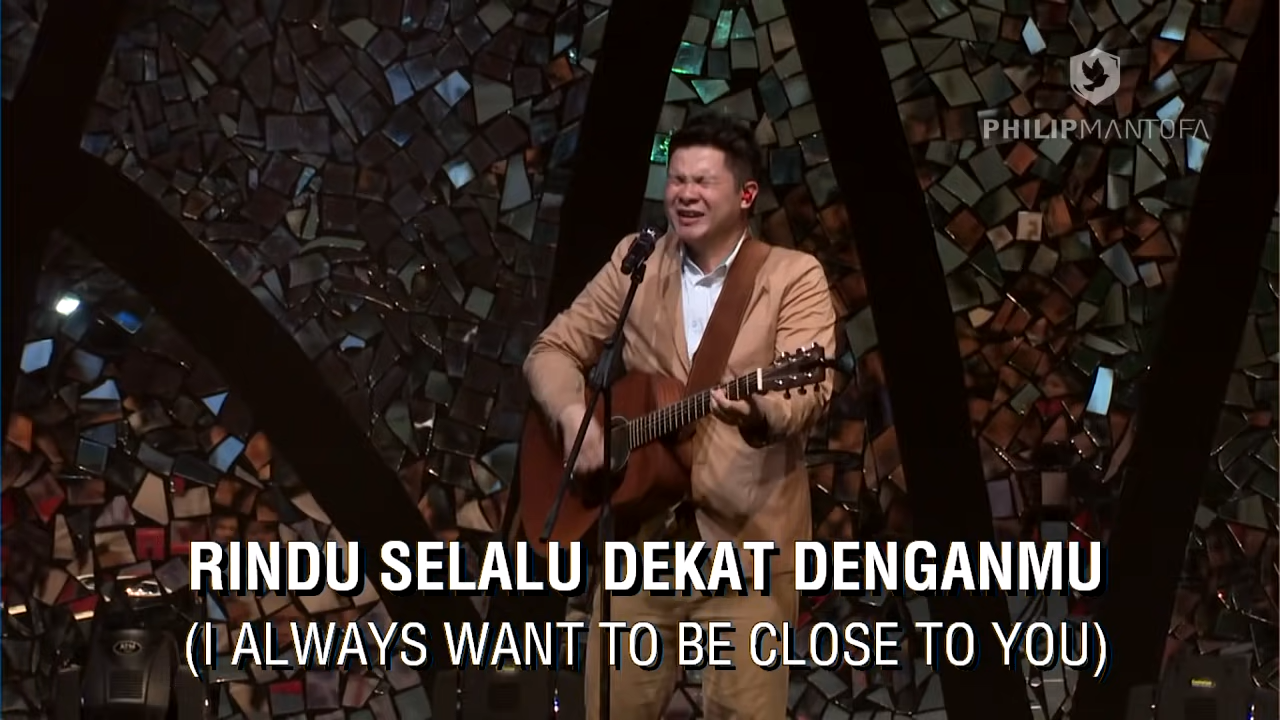 PHILIPMANTOFA
RINDU SELALU DEKAT DENGANMU
(I ALWAYS WANT TO BE CLOSE TO YOU)